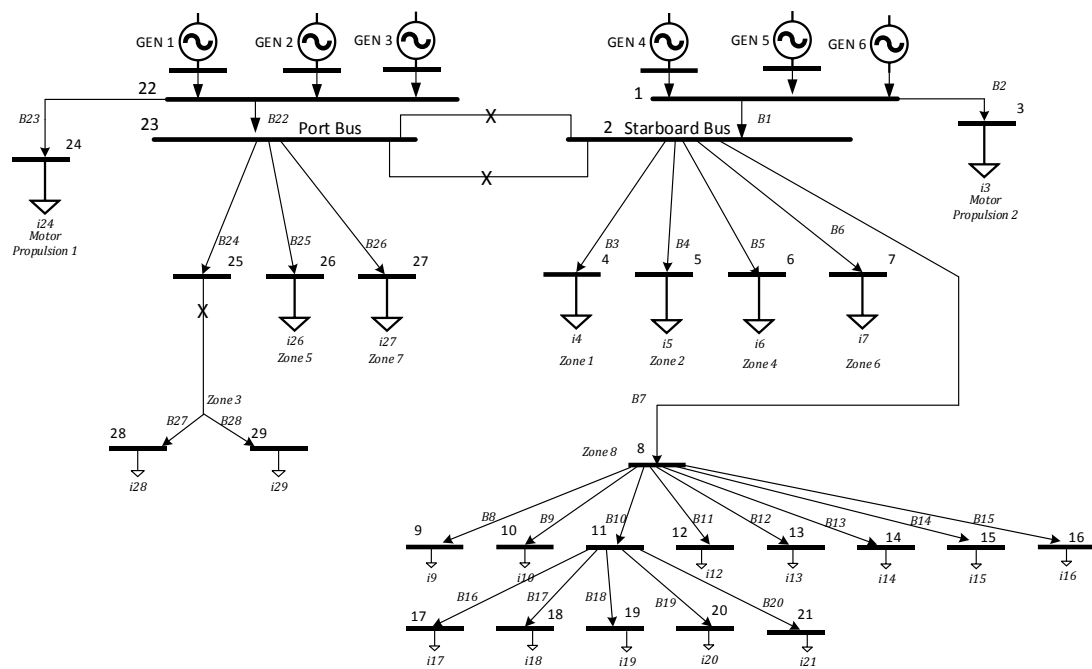 GEN 1
GEN 2
GEN 3
GEN 4
GEN 5
GEN 6
22
1
B2
B23
B22
B1
3
23
Port Bus
X
2
Starboard Bus
24
X
i24
Motor
Propulsion 1
i3
Motor
Propulsion 2
B24
B25
B26
B3
B4
B5
B6
25
26
27
4
5
6
7
X
i26
Zone 5
i27
Zone 7
i4
Zone 1
i5
Zone 2
i6
Zone 4
i7
Zone 6
B7
Zone 3
B27
B28
28
29
i28
i29
Zone 8
8
B8
B9
B10
B11
B12
B13
B14
B15
9
10
11
12
13
14
15
16
i9
i10
i12
i13
i14
i15
i16
B16
B17
B18
B19
B20
17
18
19
20
21
i17
i18
i19
i20
i21